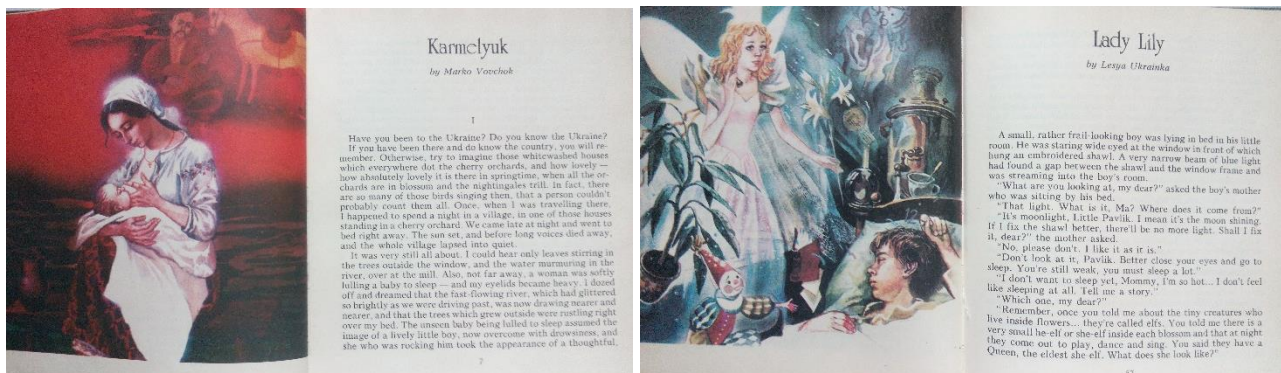 Karmelyuk
by Marko Vovchok
I
Have you been to the Ukraine? Do you know the Ukraine?
If you have been there and do know the country, you will re-
member. Otherwise, try to imagine those whitewashed houses
which everywhere dot the cherry orchards, and how lovely —
how absolutely lovely it is there in springtime, when all the or-
chards are in blossom and the nightingales trill. In fact, there
are so many of those birds singing then, that a person couldn't
probably count them all. Once, when I was travelling there,
I happened to spend a night in a village, in one of those houses
standing in a cherry orchard. We came late at night and went to
bed right away. The sun set, and before long voices died away,
and the whole village lapsed into quiet.
It was very still all about. I could hear only leaves stirring in
the trees outside the window, and the water murmuring in the
river, over at the mill. Also, not far away, a woman was softly
lulling a baby to sleep — and my eyelids became heavy. I dozed
off and dreamed that the fast-flowing river, which had glittered
so brightly as we were driving past, was now drawing nearer and
nearer, and that the trees which grew outside were rustling right
over my bed. The unseen baby being lulled to sleep assumed the
image of a lively little boy, now overcome with drowsiness, and
she who was rocking him took the appearance of a thoughtful,
7
Lady Lily
by Lesya Ukrainka
A small, rather frail-looking boy was lying in bed in his little
room. He was staring wide-eyed at the window in front of which
hung an embroidered shawl. A very narrow beam of blue light
had found a gap between the shawl and the window frame and
was streaming into the boy's room.
"What are you looking at, my dear?" asked the boy's mother
who was sitting by his bed.
"That light. What is it, Ma? Where does it come from?"
"It's moonlight, Little Pavlik. I mean it's the moon shining.
If I fix the shawl better, there'll be no more light. Shall I fix
it, dear?" the mother asked.
"No, please don't. I like it as it is."
"Don't look at it, Pavlik. Better close your eyes and go to
sleep. You're still weak, you must sleep a lot."
"I don't want to sleep yet, Mommy, I'm so hot... I don't feel
like sleeping at all. Tell me a story."
"Which one, my dear?"
"Remember, once you told me about the tiny creatures who
live inside flowers... they're called elfs. You told me there is a
very small he-elf or she-elf inside each blossom and that at night
they come out to play, dance and sing. You said they have a
Queen, the eldest she-elf. What does she look like?"